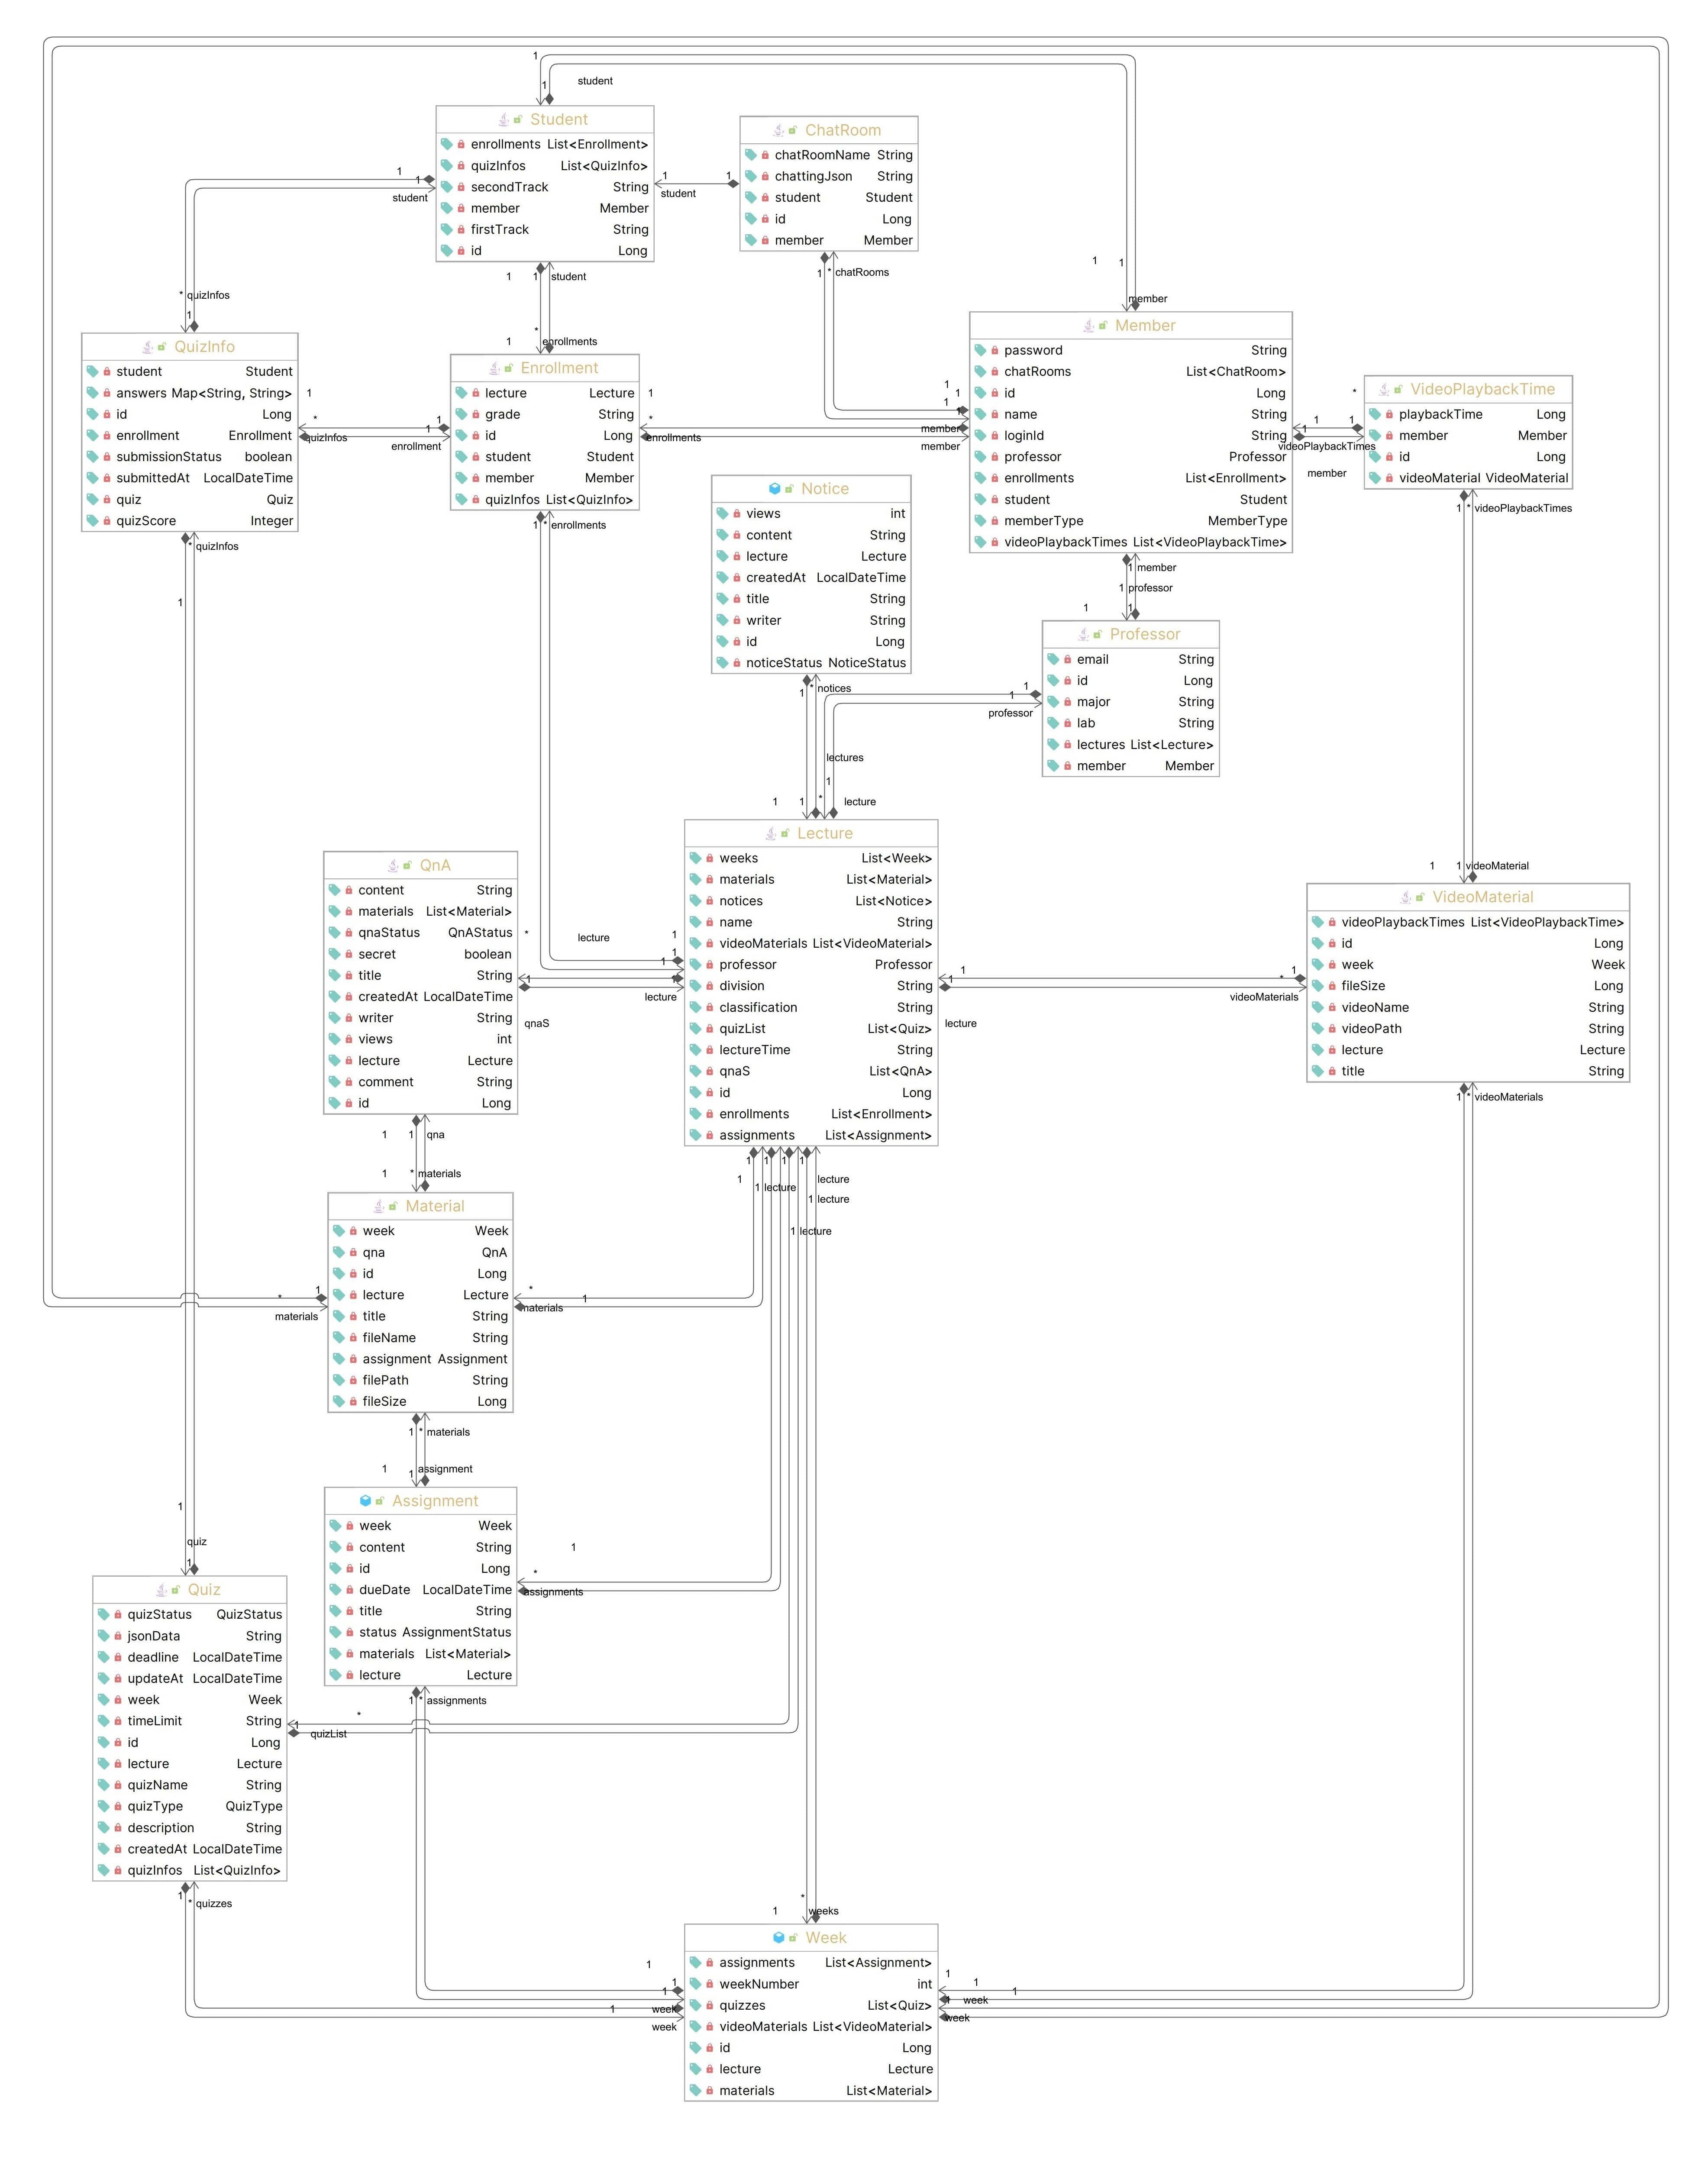 1
student
1
Student
enrollments List<Enrollment>
quizInfos List<QuizInfo>
secondTrack String
member Member
firstTrack String
id Long
ChatRoom
chatRoomName String
chattingJson String
student Student
id Long
member Member
1
1
student
1
student
1
1
1 1 student
1 * chatRooms
1 1
member
* quizInfos
1
*
1 enrollments
QuizInfo
student Student
answers Map<String, String>
id Long
enrollment Enrollment
submissionStatus boolean
submittedAt LocalDateTime
quiz Quiz
quizScore Integer
1
*
quizInfos
1
enrollment
Enrollment
lecture Lecture
grade String
id Long
student Student
member Member
quizInfos List<QuizInfo>
1
*
enrollments
1 1
1
member
member
Member
password String
chatRooms List<ChatRoom>
id Long
name String
loginId String
professor Professor
enrollments List<Enrollment>
student Student
memberType MemberType
videoPlaybackTimes List<VideoPlaybackTime>
*
1 1
1
videoPlaybackTimes
member
VideoPlaybackTime
playbackTime Long
member Member
id Long
videoMaterial VideoMaterial
1 * videoPlaybackTimes
Notice
views int
content String
lecture Lecture
createdAt LocalDateTime
title String
writer String
id Long
noticeStatus NoticeStatus
1 * enrollments
* quizInfos
1
1 member
1 professor
1 1
Professor
email String
id Long
major String
lab String
lectures List<Lecture>
member Member
1 * notices
1
1
professor
lectures
1
1 1 * lecture
Lecture
weeks List<Week>
materials List<Material>
notices List<Notice>
name String
videoMaterials List<VideoMaterial>
professor Professor
division String
classification String
quizList List<Quiz>
lectureTime String
qnaS List<QnA>
id Long
enrollments List<Enrollment>
assignments List<Assignment>
QnA
content String
materials List<Material>
qnaStatus QnAStatus
secret boolean
title String
createdAt LocalDateTime
writer String
views int
lecture Lecture
comment String
id Long
* lecture 1
1
1
1 1
lecture
qnaS
1 1 videoMaterial
VideoMaterial
videoPlaybackTimes List<VideoPlaybackTime>
id Long
week Week
fileSize Long
videoName String
videoPath String
lecture Lecture
title String
1 * 1
videoMaterials
lecture
1 * videoMaterials
1 1 qna
1 * materials
1 1 1 1
1 lecture
1 lecture
1 lecture
1 lecture
Material
week Week
qna QnA
id Long
lecture Lecture
title String
fileName String
assignment Assignment
filePath String
fileSize Long
* 1
materials
*
materials 1
1 * materials
1 1 assignment
Assignment
week Week
content String
id Long
dueDate LocalDateTime
title String
status AssignmentStatus
materials List<Material>
lecture Lecture
1
*
assignments
1 * assignments
1
quiz
1
Quiz
quizStatus QuizStatus
jsonData String
deadline LocalDateTime
updateAt LocalDateTime
week Week
timeLimit String
id Long
lecture Lecture
quizName String
quizType QuizType
description String
createdAt LocalDateTime
quizInfos List<QuizInfo>
*
1
quizList
1 * quizzes
*
1 weeks
Week
assignments List<Assignment>
weekNumber int
quizzes List<Quiz>
videoMaterials List<VideoMaterial>
id Long
lecture Lecture
materials List<Material>
1
1
1
1 week
week
1
1 1
1 week
week